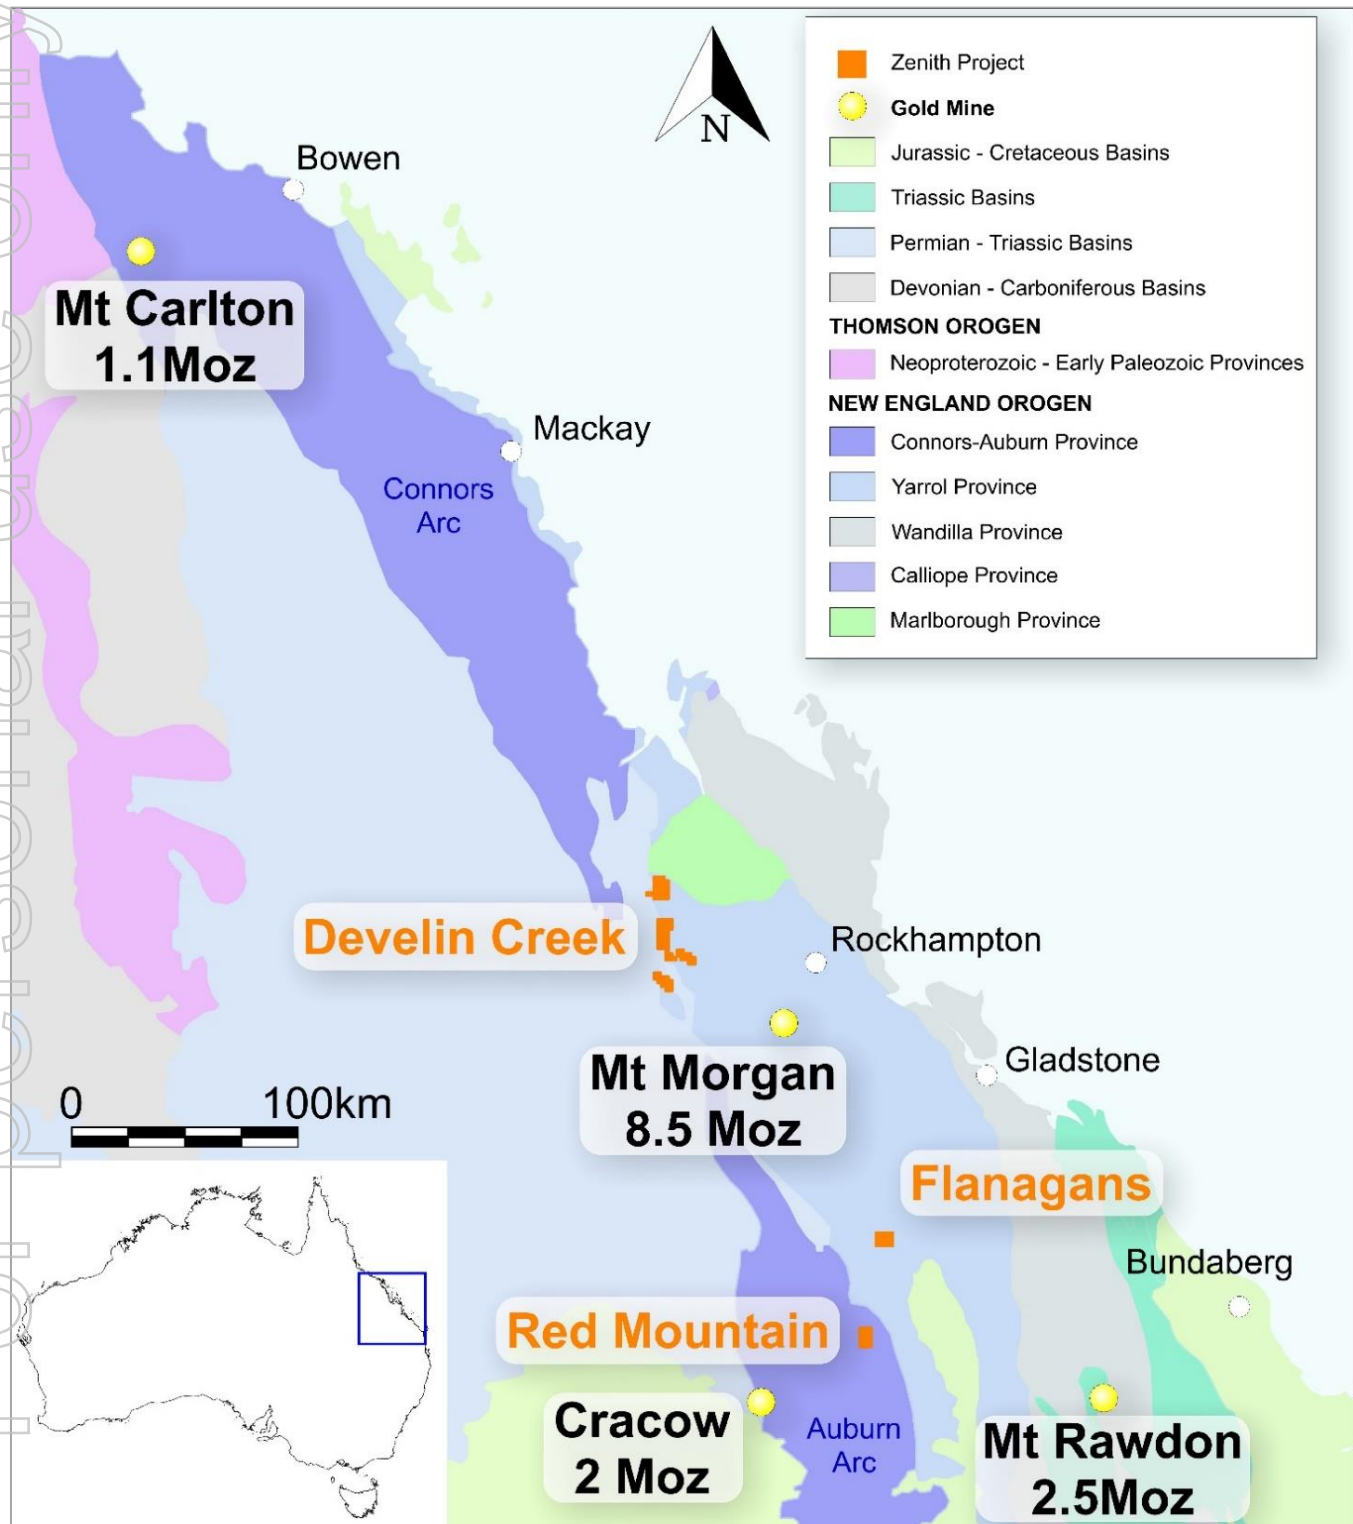 Bowen
N
Zenith Project
Gold Mine
Jurassic - Cretaceous Basins
Triassic Basins
Permian - Triassic Basins
Devonian - Carboniferous Basins
THOMSON OROGEN
Neoproterozoic - Early Paleozoic Provinces
NEW ENGLAND OROGEN
Connors-Auburn Province
Yarrol Province
Wandilla Province
Calliope Province
Marlborough Province
Mt Carlton
1.1Moz
Mackay
Connors
Arc
Develin Creek
Rockhampton
Mt Morgan
8.5 Moz
Gladstone
0 100km
Flanagans
Bundaberg
Red Mountain
Cracow
2 Moz
Auburn
Arc
Mt Rawdon
2.5Moz